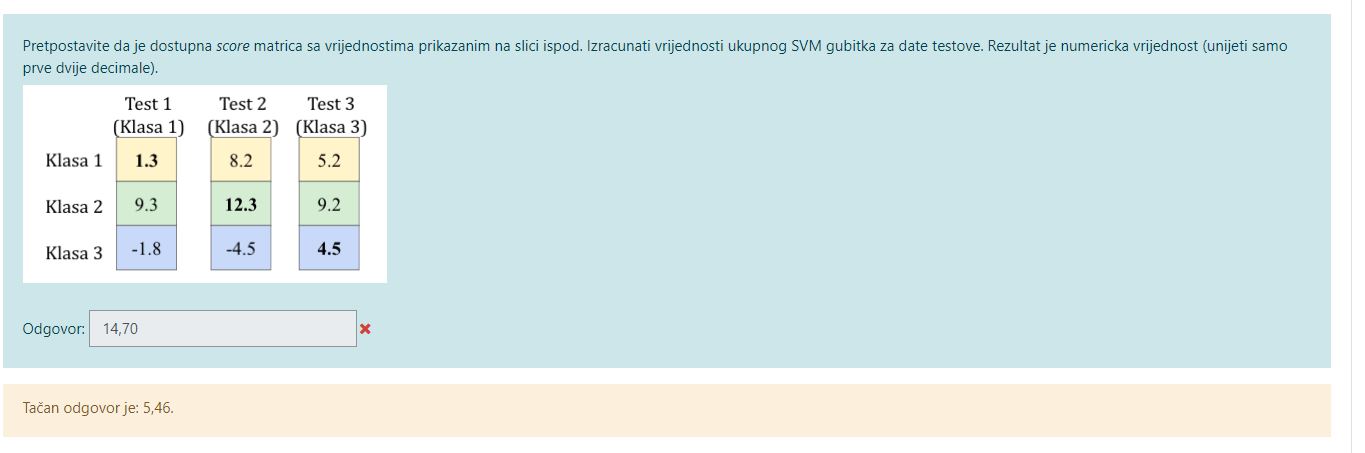 Pretpostavite da je dostupna score matrica sa vrijednostima prikazanim na slici ispod. Izracunati vrijednosti ukupnog SVM gubitka za date testove. Rezultat je numericka vrijednost (unijeti samo
prve dvije decimale).
Test 1 Test 2 Test 3
(Klasa 1) (Klasa 2) (Klasa 3)
Klasa 1 1.3 8.2 5.2
Klasa 2 9.3 12.3 9.2
Klasa 3 -1.8 -4.5 4.5
Odgovor: 14,70
Tačan odgovor je: 5,46.